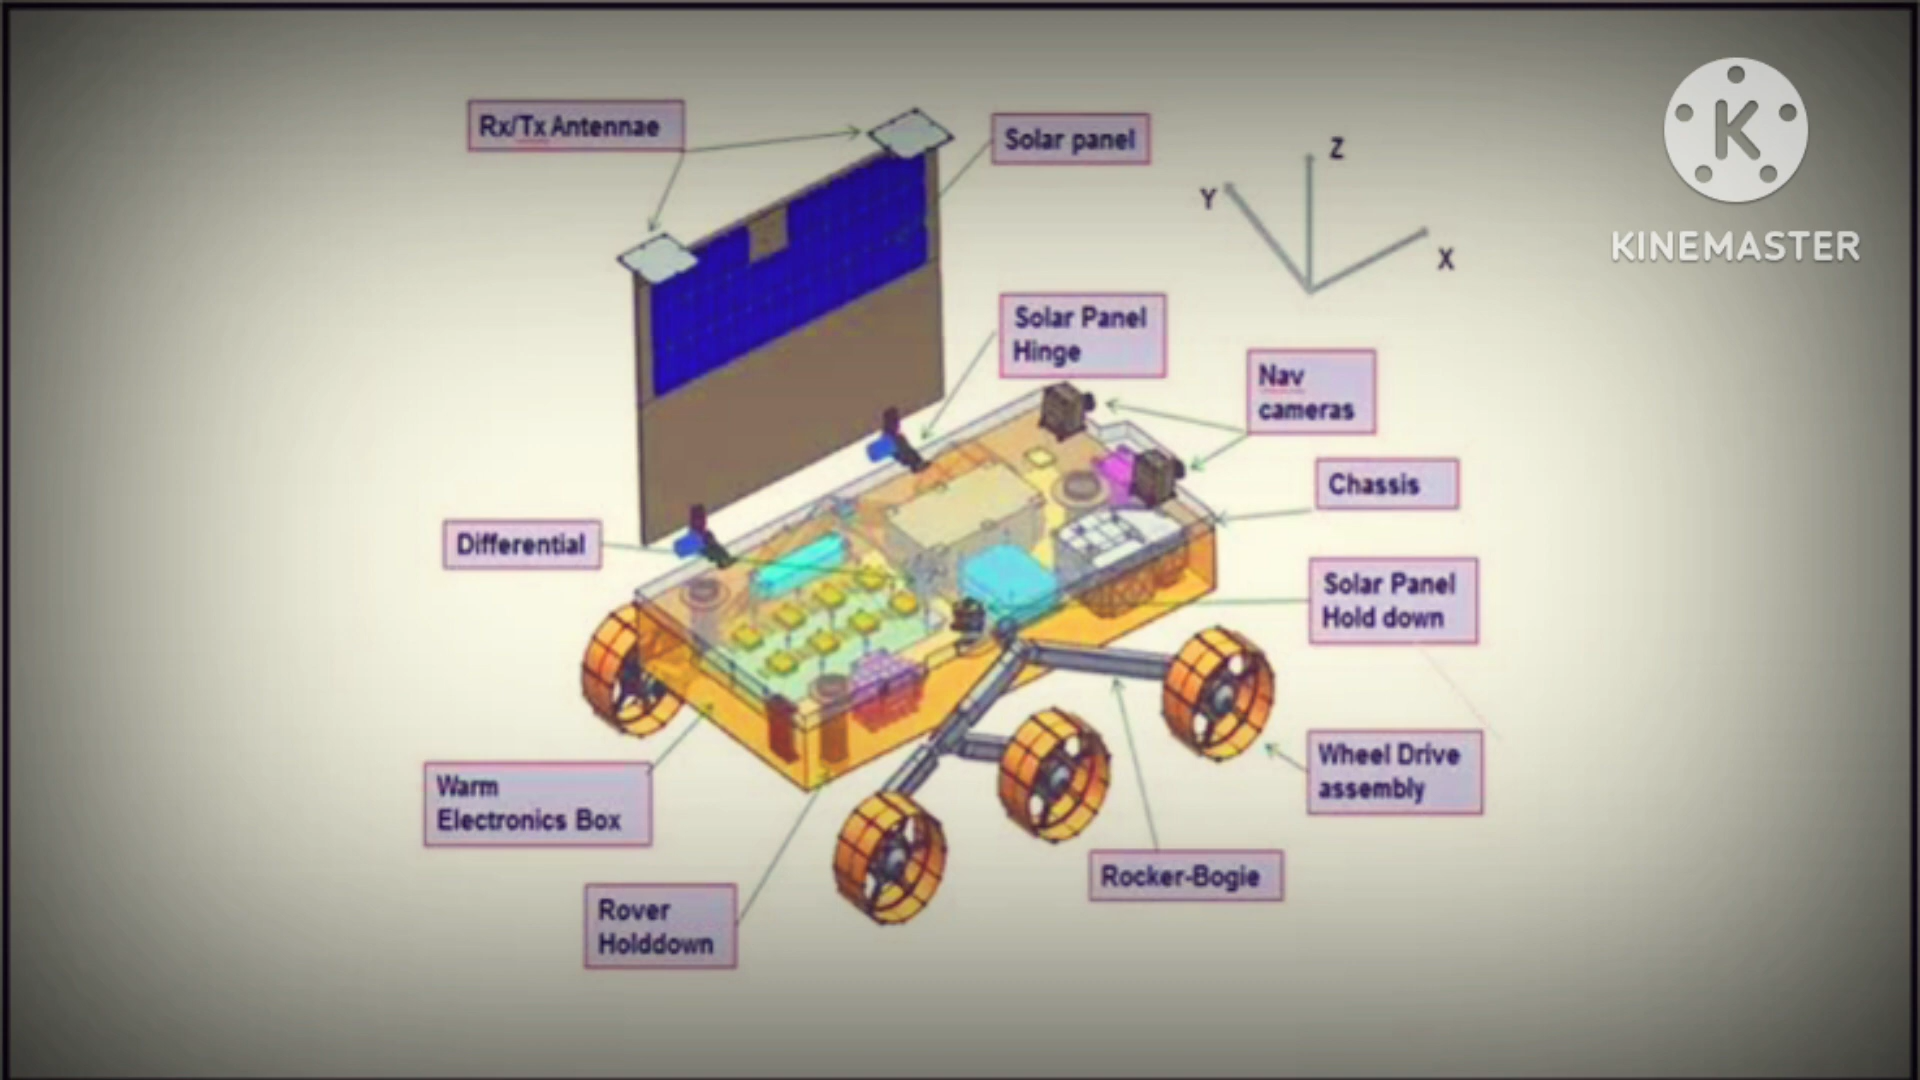 Rx/Tx Antennae
Solar panel
Z
Y
X
K
KINEMASTER
Solar Panel
Hinge
Nav
cameras
Chassis
Differential
Solar Panel
Hold down
Warm
Electronics Box
Wheel Drive
assembly
Rocker-Bogie
Rover
Holddown